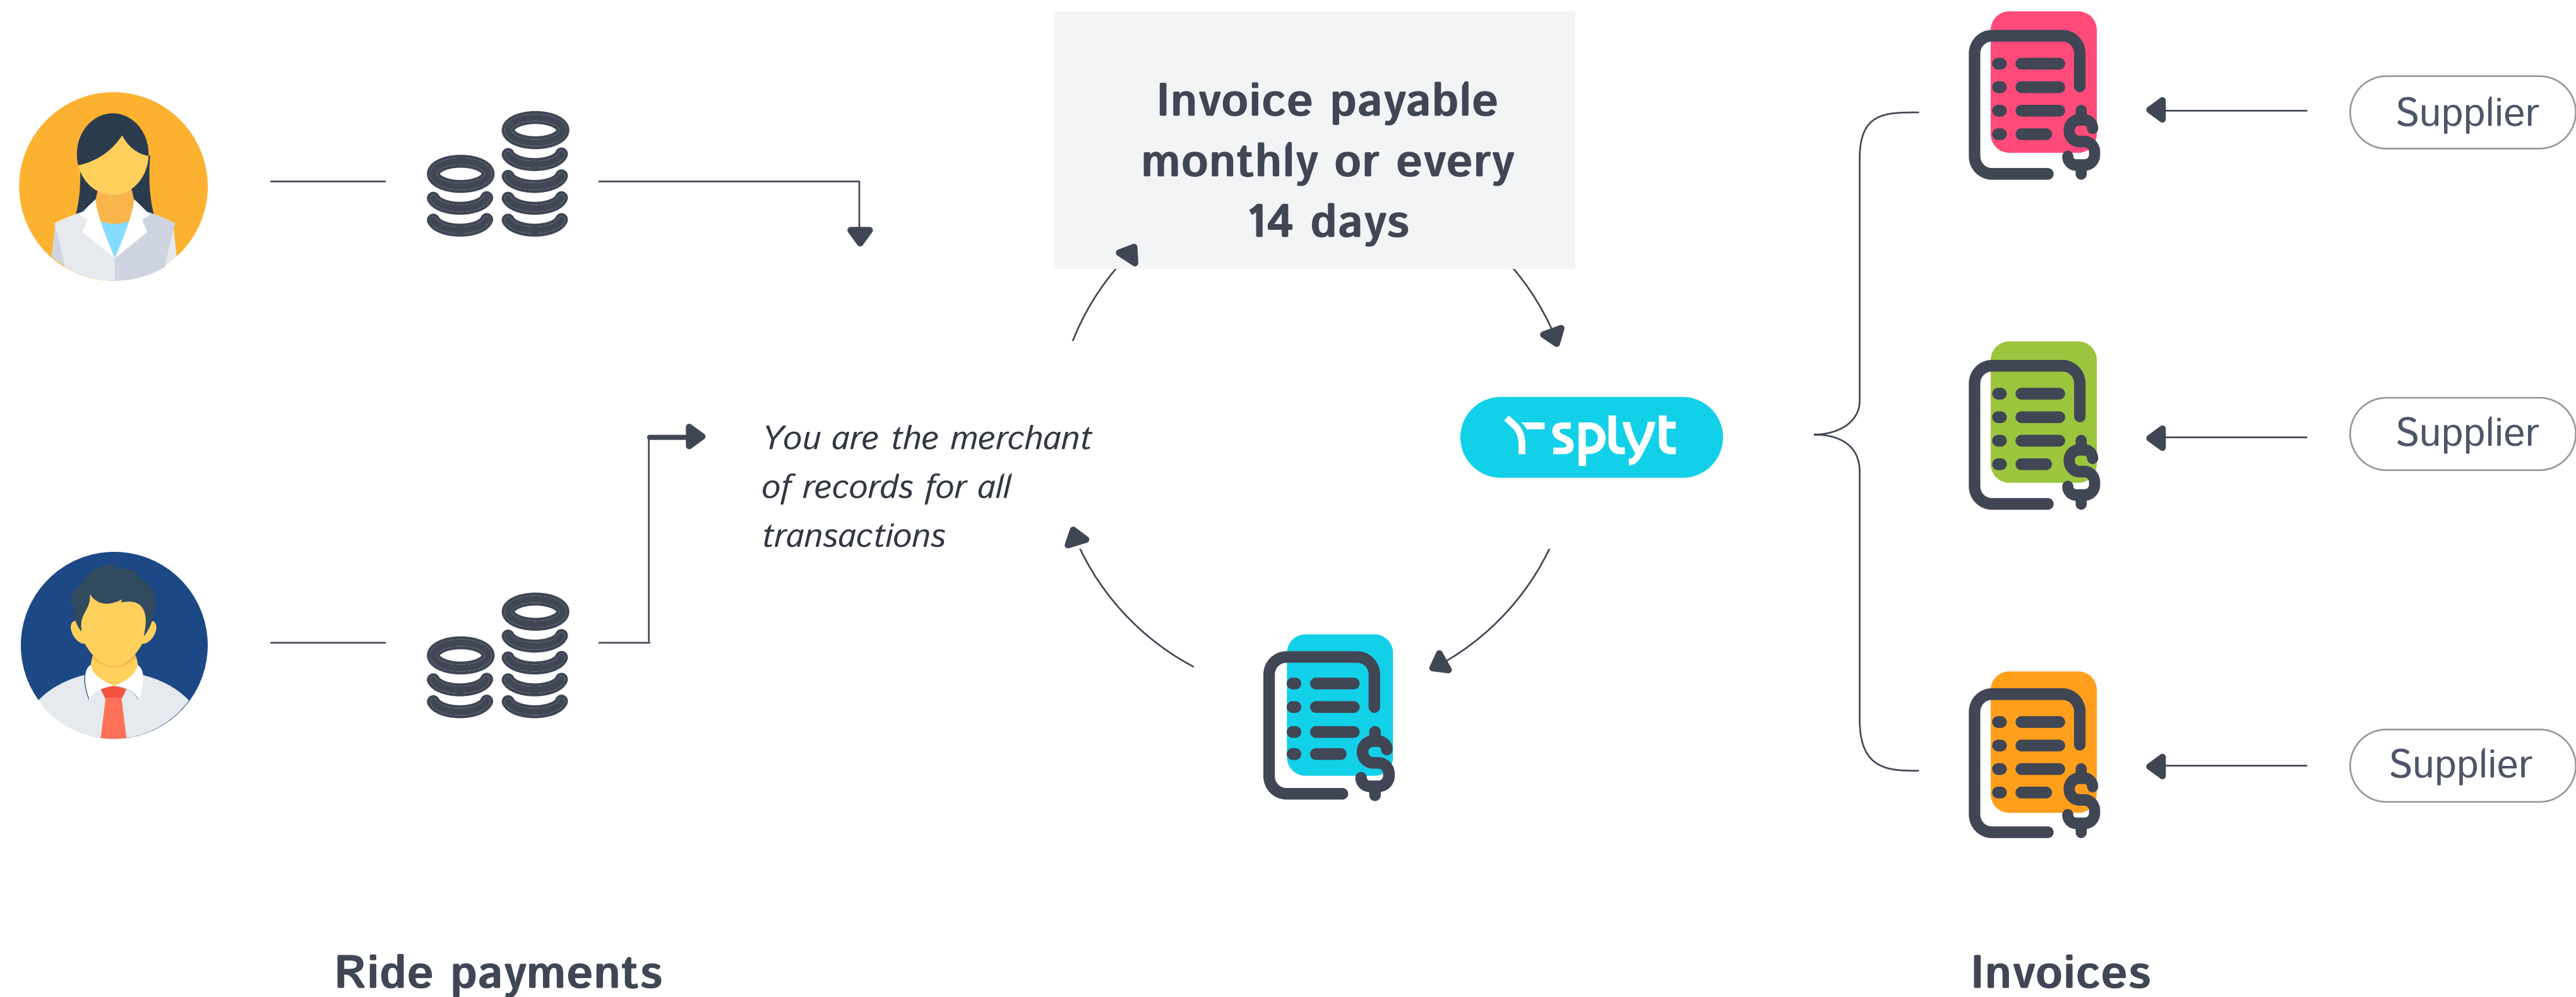 Invoice payable
monthly or every
14 days
Supplier
You are the merchant
of records for all
transactions
splyt
Supplier
Supplier
Ride payments
Invoices